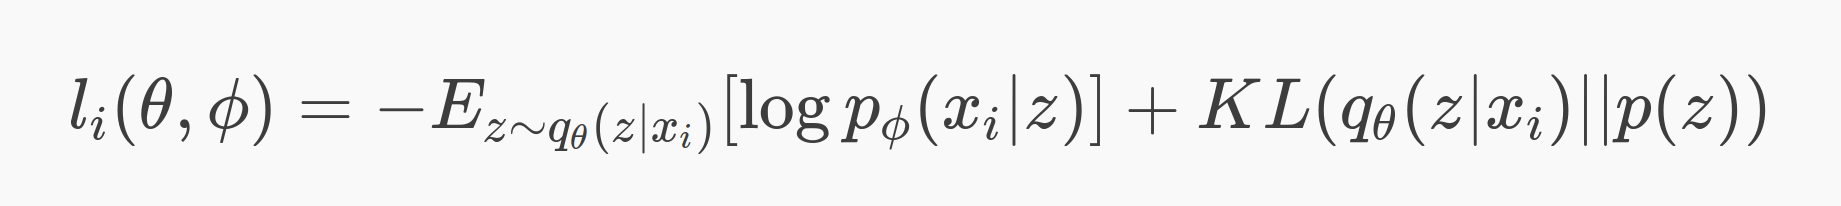 l_i(θ, ϕ) = −E_{z∼q_θ(z|x_i)}[log p_ϕ(x_i|z)] + KL(q_θ(z|x_i)||p(z))